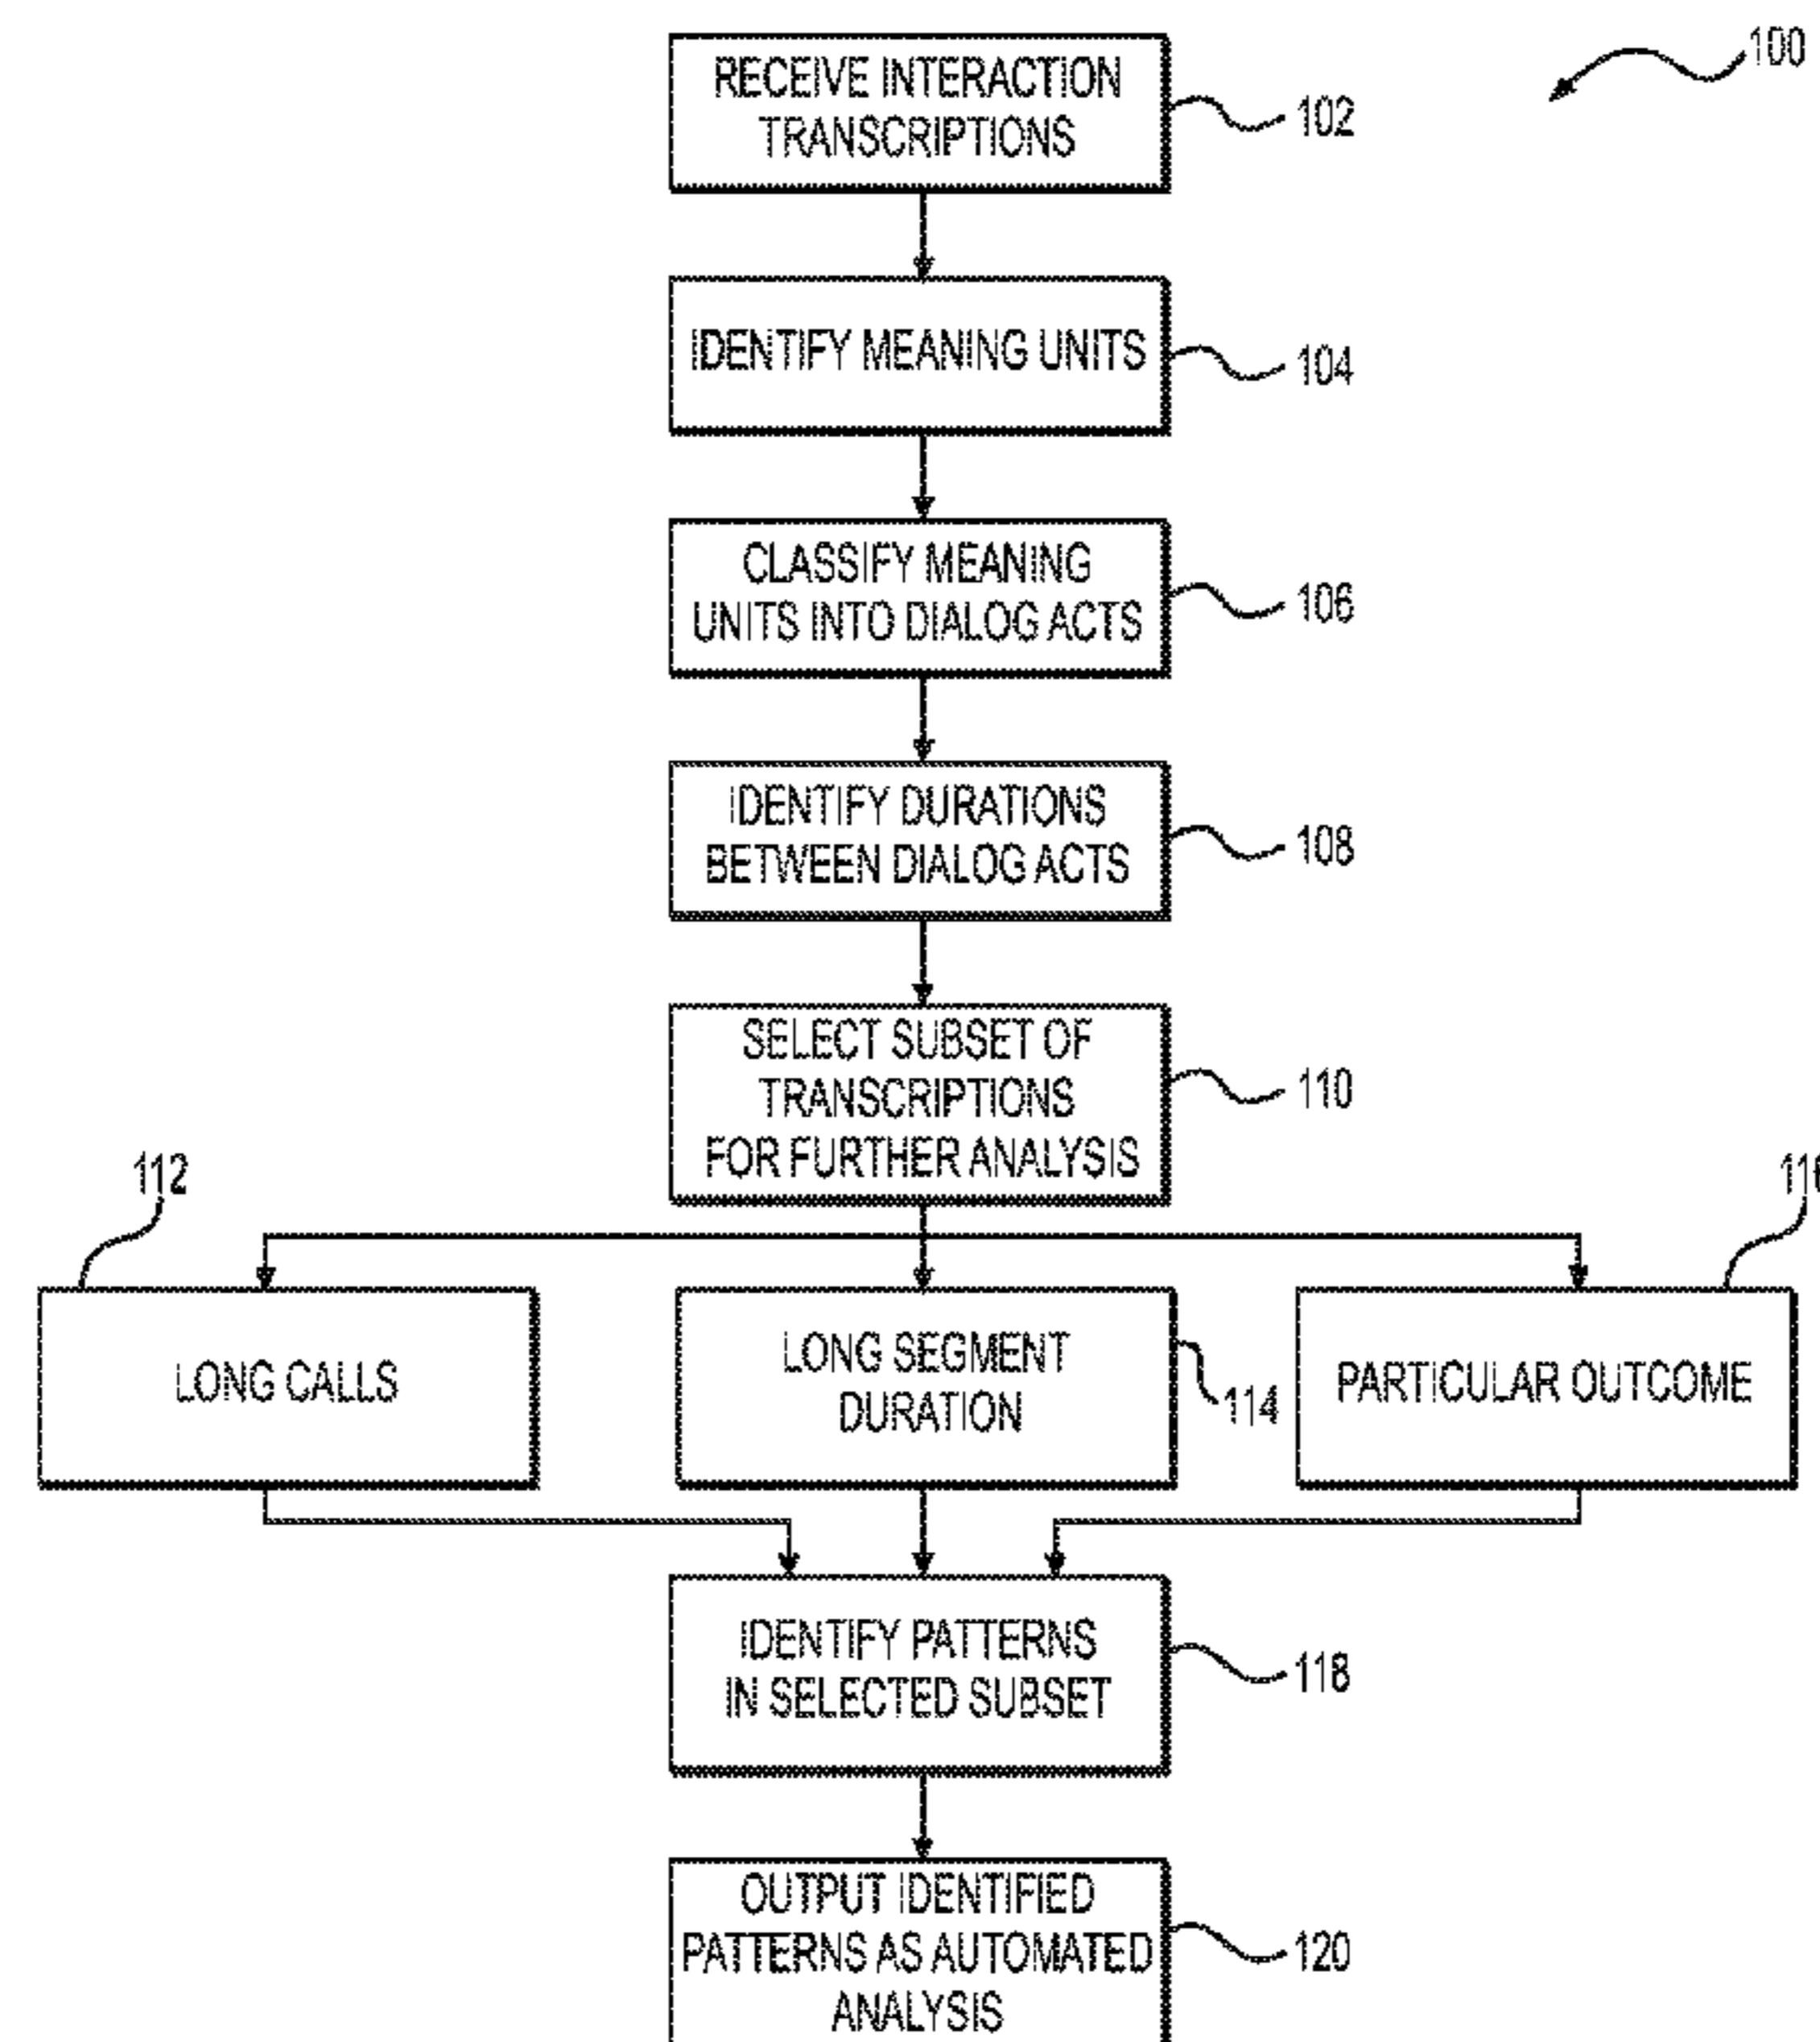 100
RECEIVE INTERACTION
TRANSCRIPTIONS
102
IDENTIFY MEANING UNITS
104
CLASSIFY MEANING
UNITS INTO DIALOG ACTS
106
IDENTIFY DURATIONS
BETWEEN DIALOG ACTS
108
SELECT SUBSET OF
TRANSCRIPTIONS
FOR FURTHER ANALYSIS
110
112
LONG CALLS
LONG SEGMENT
DURATION
114
PARTICULAR OUTCOME
IDENTIFY PATTERNS
IN SELECTED SUBSET
118
OUTPUT IDENTIFIED
PATTERNS AS AUTOMATED
ANALYSIS
120